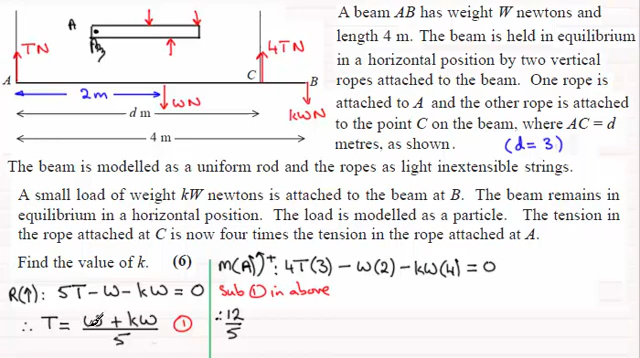 A
TN
4TN
A
C
B
2m
WN
kWN
d m
4 m
A beam AB has weight W newtons and
length 4 m. The beam is held in equilibrium
in a horizontal position by two vertical
ropes attached to the beam. One rope is
attached to A and the other rope is attached
to the point C on the beam, where AC = d
metres, as shown. (d=3)
The beam is modelled as a uniform rod and the ropes as light inextensible strings.
A small load of weight kW newtons is attached to the beam at B. The beam remains in
equilibrium in a horizontal position. The load is modelled as a particle. The tension in
the rope attached at C is now four times the tension in the rope attached at A.
Find the value of k. (6)
R(↑): 5T - W - kW = 0
∴ T = (W + kW)/5 ①
M(A)↑+: 4T(3) - W(2) - kW(4) = 0
Sub ① in above
∴ 12/5